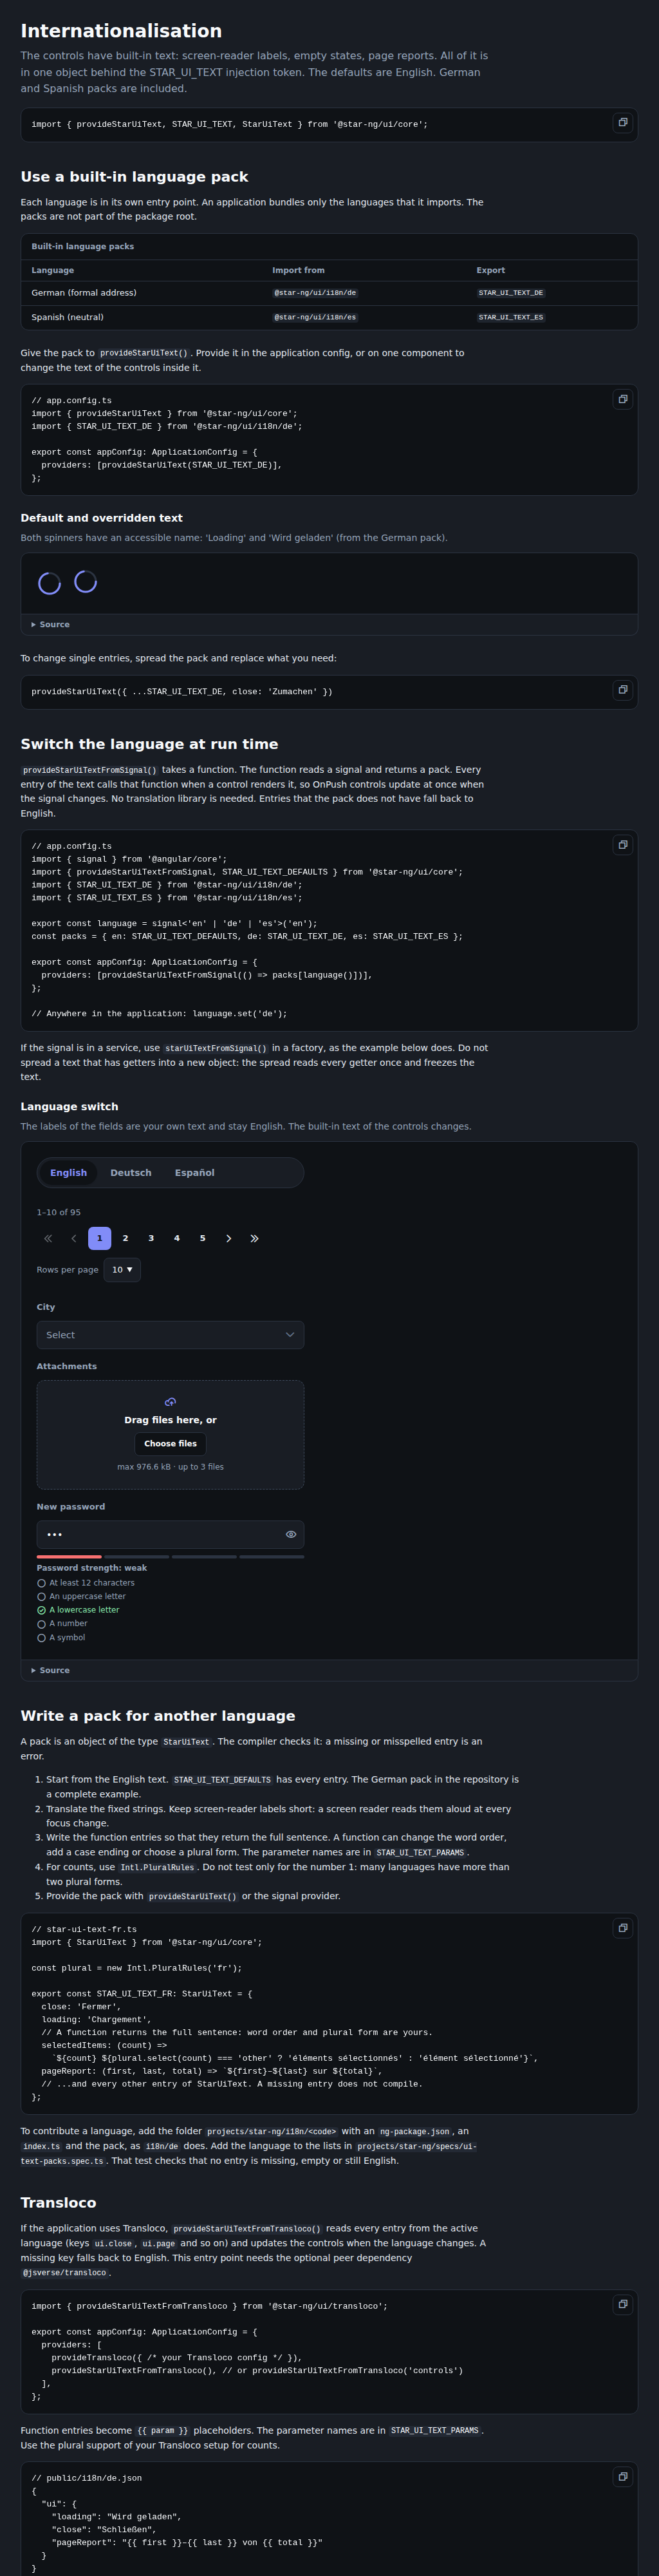 Internationalisation
The controls have built-in text: screen-reader labels, empty states, page reports. All of it is
in one object behind the STAR_UI_TEXT injection token. The defaults are English. German
and Spanish packs are included.
import { provideStarUiText, STAR_UI_TEXT, StarUiText } from '@star-ng/ui/core';
Use a built-in language pack
Each language is in its own entry point. An application bundles only the languages that it imports. The
packs are not part of the package root.
Built-in language packs
Language Import from Export
German (formal address) @star-ng/ui/i18n/de STAR_UI_TEXT_DE
Spanish (neutral) @star-ng/ui/i18n/es STAR_UI_TEXT_ES
Give the pack to provideStarUiText(). Provide it in the application config, or on one component to
change the text of the controls inside it.
// app.config.ts
import { provideStarUiText } from '@star-ng/ui/core';
import { STAR_UI_TEXT_DE } from '@star-ng/ui/i18n/de';
export const appConfig: ApplicationConfig = {
  providers: [provideStarUiText(STAR_UI_TEXT_DE)],
};
Default and overridden text
Both spinners have an accessible name: 'Loading' and 'Wird geladen' (from the German pack).
Source
To change single entries, spread the pack and replace what you need:
provideStarUiText({ ...STAR_UI_TEXT_DE, close: 'Zumachen' })
Switch the language at run time
provideStarUiTextFromSignal() takes a function. The function reads a signal and returns a pack. Every
entry of the text calls that function when a control renders it, so OnPush controls update at once when
the signal changes. No translation library is needed. Entries that the pack does not have fall back to
English.
// app.config.ts
import { signal } from '@angular/core';
import { provideStarUiTextFromSignal, STAR_UI_TEXT_DEFAULTS } from '@star-ng/ui/core';
import { STAR_UI_TEXT_DE } from '@star-ng/ui/i18n/de';
import { STAR_UI_TEXT_ES } from '@star-ng/ui/i18n/es';
export const language = signal<'en' | 'de' | 'es'>('en');
const packs = { en: STAR_UI_TEXT_DEFAULTS, de: STAR_UI_TEXT_DE, es: STAR_UI_TEXT_ES };
export const appConfig: ApplicationConfig = {
  providers: [provideStarUiTextFromSignal(() => packs[language()])],
};
// Anywhere in the application: language.set('de');
If the signal is in a service, use starUiTextFromSignal() in a factory, as the example below does. Do not
spread a text that has getters into a new object: the spread reads every getter once and freezes the
text.
Language switch
The labels of the fields are your own text and stay English. The built-in text of the controls changes.
English Deutsch Español
1–10 of 95
1 2 3 4 5
Rows per page 10
City
Select
Attachments
Drag files here, or
Choose files
max 976.6 kB · up to 3 files
New password
•••
Password strength: weak
At least 12 characters
An uppercase letter
A lowercase letter
A number
A symbol
Source
Write a pack for another language
A pack is an object of the type StarUiText. The compiler checks it: a missing or misspelled entry is an
error.
1. Start from the English text. STAR_UI_TEXT_DEFAULTS has every entry. The German pack in the repository is
a complete example.
2. Translate the fixed strings. Keep screen-reader labels short: a screen reader reads them aloud at every
focus change.
3. Write the function entries so that they return the full sentence. A function can change the word order,
add a case ending or choose a plural form. The parameter names are in STAR_UI_TEXT_PARAMS.
4. For counts, use Intl.PluralRules. Do not test only for the number 1: many languages have more than
two plural forms.
5. Provide the pack with provideStarUiText() or the signal provider.
// star-ui-text-fr.ts
import { StarUiText } from '@star-ng/ui/core';
const plural = new Intl.PluralRules('fr');
export const STAR_UI_TEXT_FR: StarUiText = {
  close: 'Fermer',
  loading: 'Chargement',
  // A function returns the full sentence: word order and plural form are yours.
  selectedItems: (count) =>
    `${count} ${plural.select(count) === 'other' ? 'éléments sélectionnés' : 'élément sélectionné'}`,
  pageReport: (first, last, total) => `${first}–${last} sur ${total}`,
  // ...and every other entry of StarUiText. A missing entry does not compile.
};
To contribute a language, add the folder projects/star-ng/i18n/<code> with an ng-package.json, an
index.ts and the pack, as i18n/de does. Add the language to the lists in projects/star-ng/specs/ui-
text-packs.spec.ts. That test checks that no entry is missing, empty or still English.
Transloco
If the application uses Transloco, provideStarUiTextFromTransloco() reads every entry from the active
language (keys ui.close, ui.page and so on) and updates the controls when the language changes. A
missing key falls back to English. This entry point needs the optional peer dependency
@jsverse/transloco.
import { provideStarUiTextFromTransloco } from '@star-ng/ui/transloco';
export const appConfig: ApplicationConfig = {
  providers: [
    provideTransloco({ /* your Transloco config */ }),
    provideStarUiTextFromTransloco(), // or provideStarUiTextFromTransloco('controls')
  ],
};
Function entries become {{ param }} placeholders. The parameter names are in STAR_UI_TEXT_PARAMS.
Use the plural support of your Transloco setup for counts.
// public/i18n/de.json
{
  "ui": {
    "loading": "Wird geladen",
    "close": "Schließen",
    "pageReport": "{{ first }}–{{ last }} von {{ total }}"
  }
}